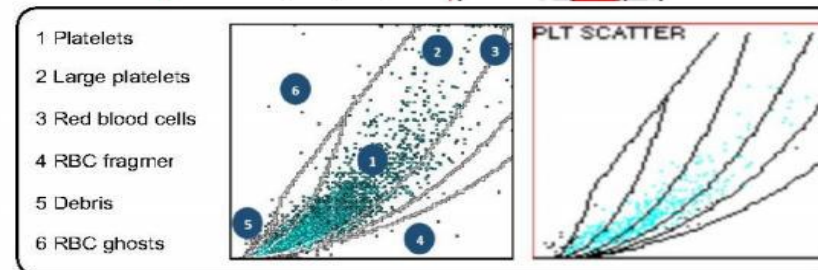 1 Platelets
2 Large platelets
3 Red blood cells
4 RBC fragmer
5 Debris
6 RBC ghosts
2
3
6
1
5
4
PLT SCATTER